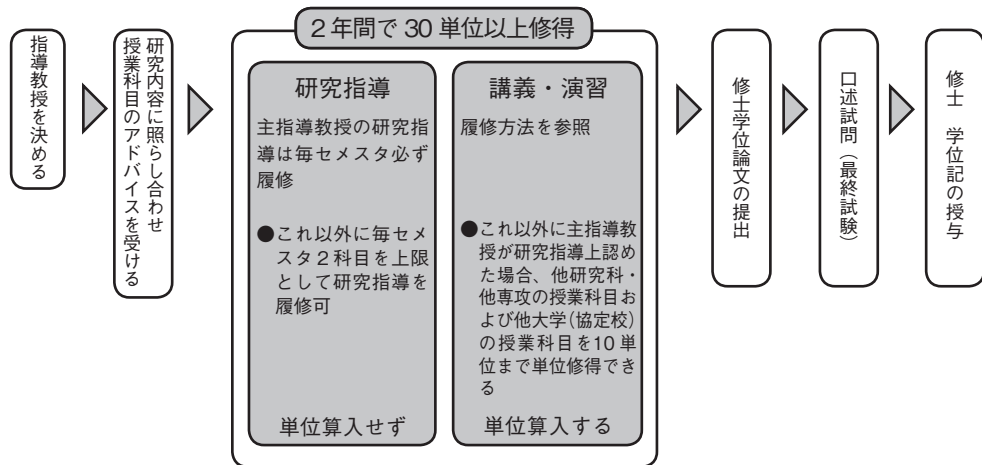 指導教授を決める
研究内容に照らし合わせ
授業科目のアドバイスを受ける
2年間で30単位以上修得
研究指導
主指導教授の研究指
導は毎セメスタ必ず
履修
●これ以外に毎セメ
スタ2科目を上限
として研究指導を
履修可
単位算入せず
講義・演習
履修方法を参照
●これ以外に主指導教
授が研究指導上認め
た場合、他研究科・
他専攻の授業科目お
よび他大学(協定校)
の授業科目を10単
位まで単位修得でき
る
単位算入する
修士学位論文の提出
口述試問(最終試験)
修士 学位記の授与